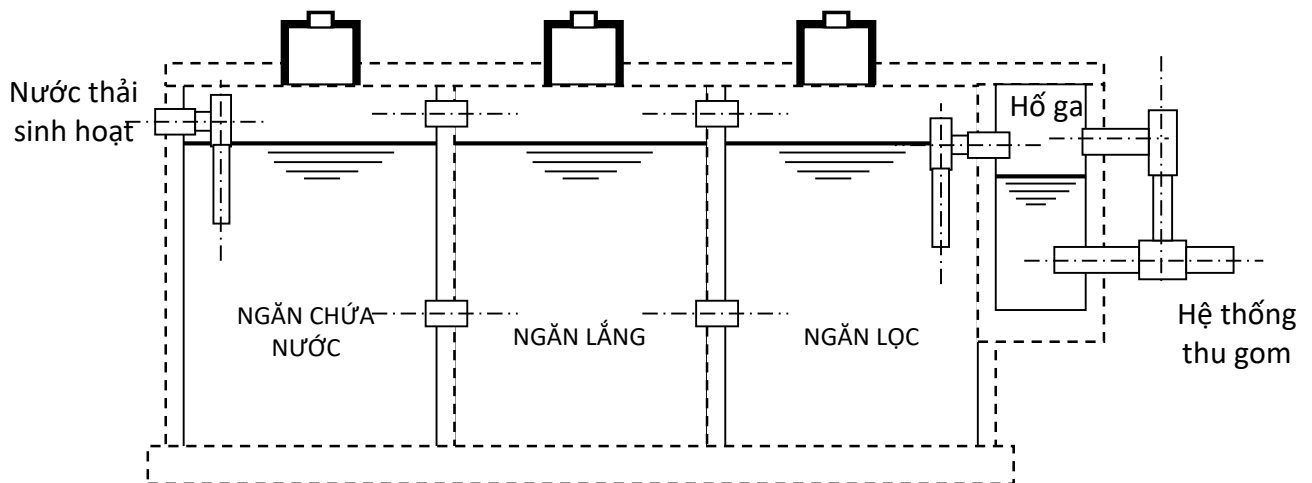 Nước thải
sinh hoạt
Hố ga
NGĂN CHỨA
NƯỚC
NGĂN LẮNG
NGĂN LỌC
Hệ thống
thu gom